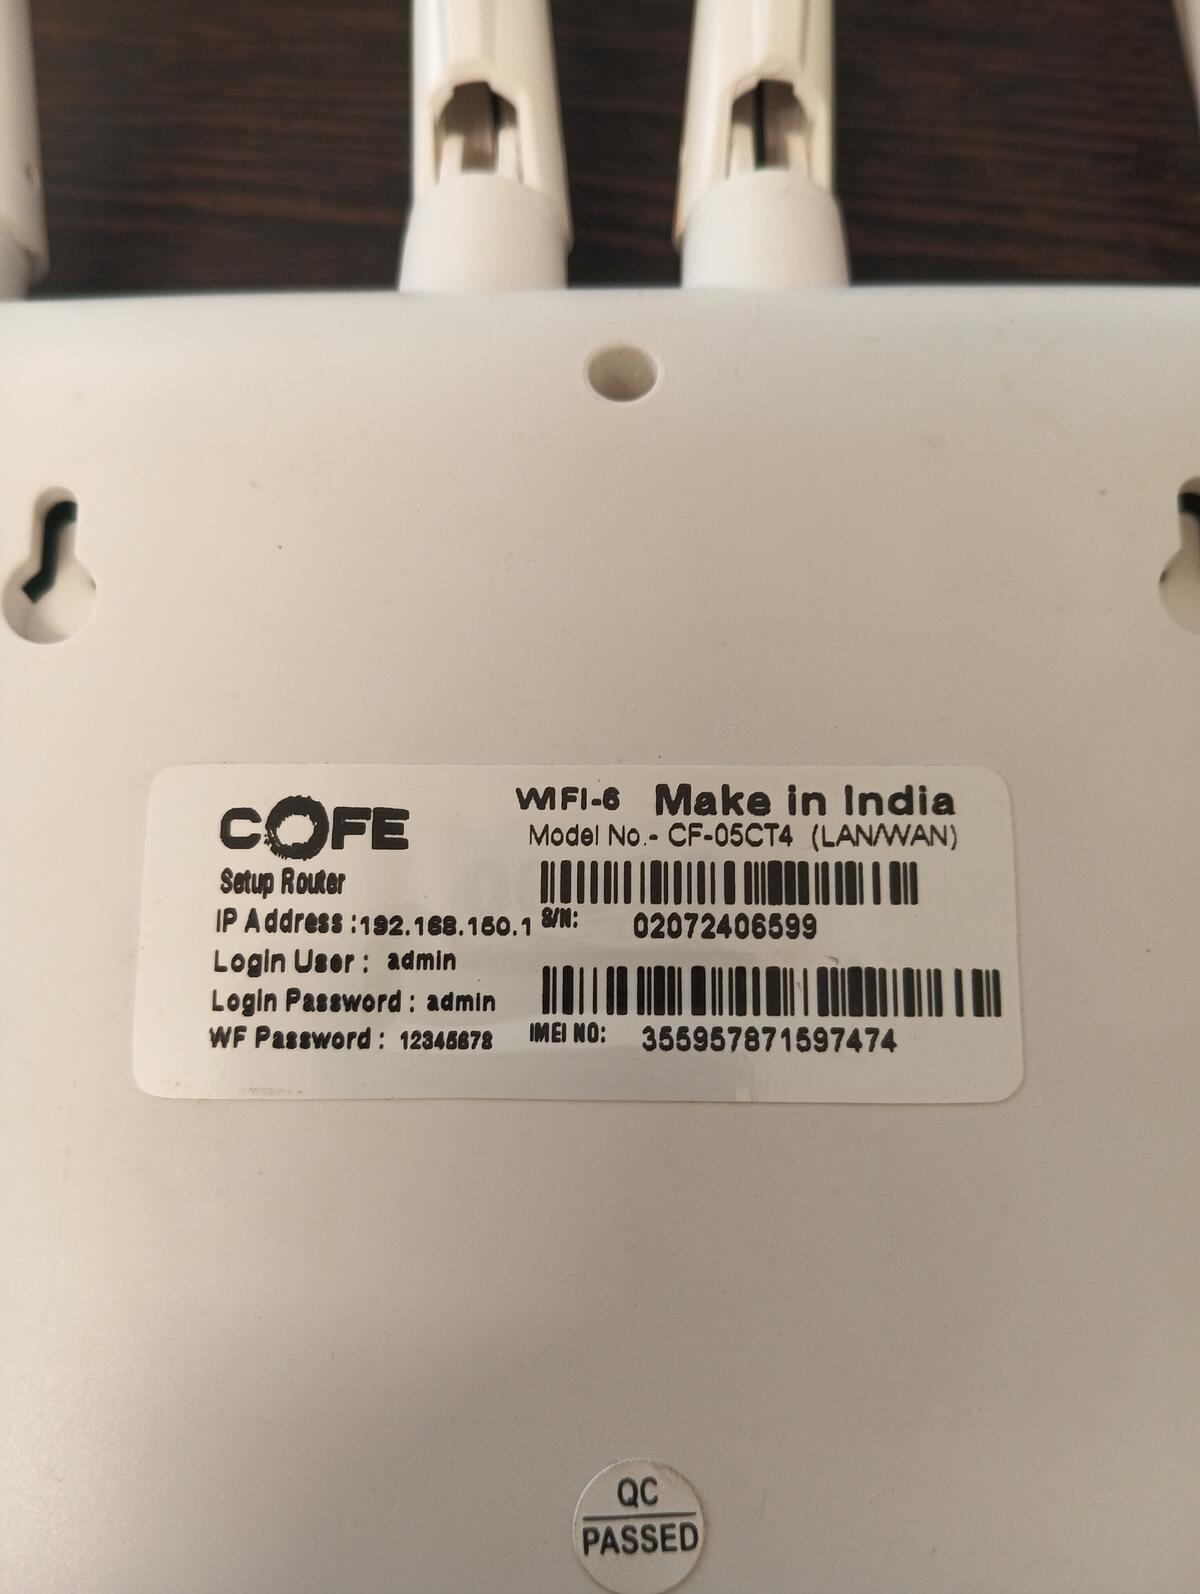 COFE
WIFI-6 Make in India
Model No.- CF-05CT4 (LAN/WAN)
Setup Router
IP Address :192.168.150.1
S/N: 02072406599
Login User : admin
Login Password : admin
WF Password : 12345678
IMEI NO: 355957871597474
QC
PASSED